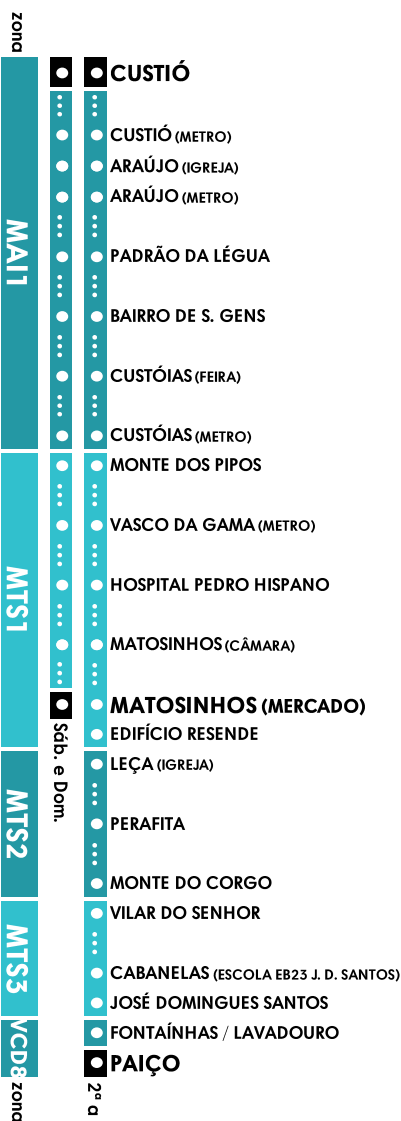 zona
CUSTIÓ
CUSTIÓ (METRO)
ARAÚJO (IGREJA)
ARAÚJO (METRO)
MAI1
PADRÃO DA LÉGUA
BAIRRO DE S. GENS
CUSTÓIAS (FEIRA)
CUSTÓIAS (METRO)
MONTE DOS PIPOS
VASCO DA GAMA (METRO)
MTS1
HOSPITAL PEDRO HISPANO
MATOSINHOS (CÂMARA)
MATOSINHOS (MERCADO)
EDIFÍCIO RESENDE
Sáb. e Dom.
LEÇA (IGREJA)
MTS2
PERAFITA
MONTE DO CORGO
VILAR DO SENHOR
MTS3
CABANELAS (ESCOLA EB23 J. D. SANTOS)
JOSÉ DOMINGUES SANTOS
FONTAÍNHAS / LAVADOURO
VCD8
PAIÇO
zona
2ª a